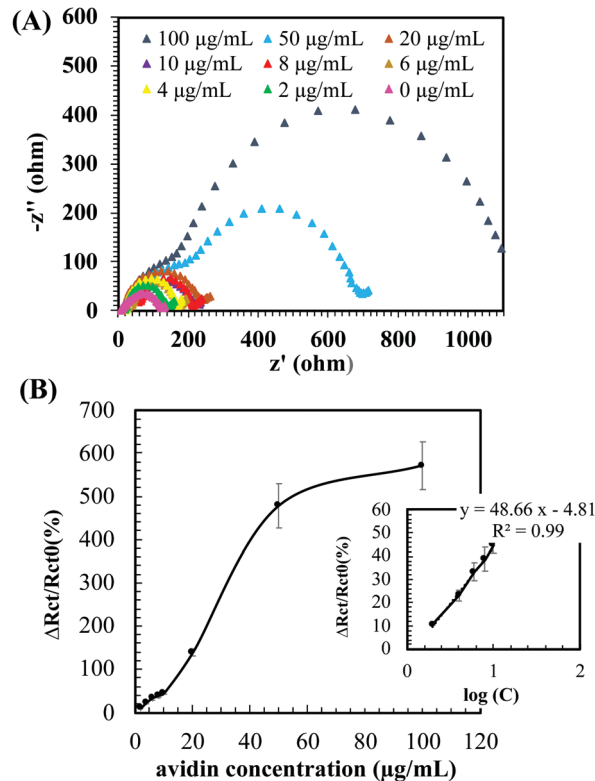 (A)
600
500
400
300
200
100
0
-z'' (ohm)
100 µg/mL 50 µg/mL 20 µg/mL
10 µg/mL 8 µg/mL 6 µg/mL
4 µg/mL 2 µg/mL 0 µg/mL
0 200 400 600 800 1000
z' (ohm)
(B)
700
600
500
400
300
200
100
0
ΔRct/Rct0(%)
0 20 40 60 80 100 120
avidin concentration (µg/mL)
y = 48.66 x - 4.81
R² = 0.99
60
50
40
30
20
10
0
ΔRct/Rct0(%)
0 1 2
log (C)